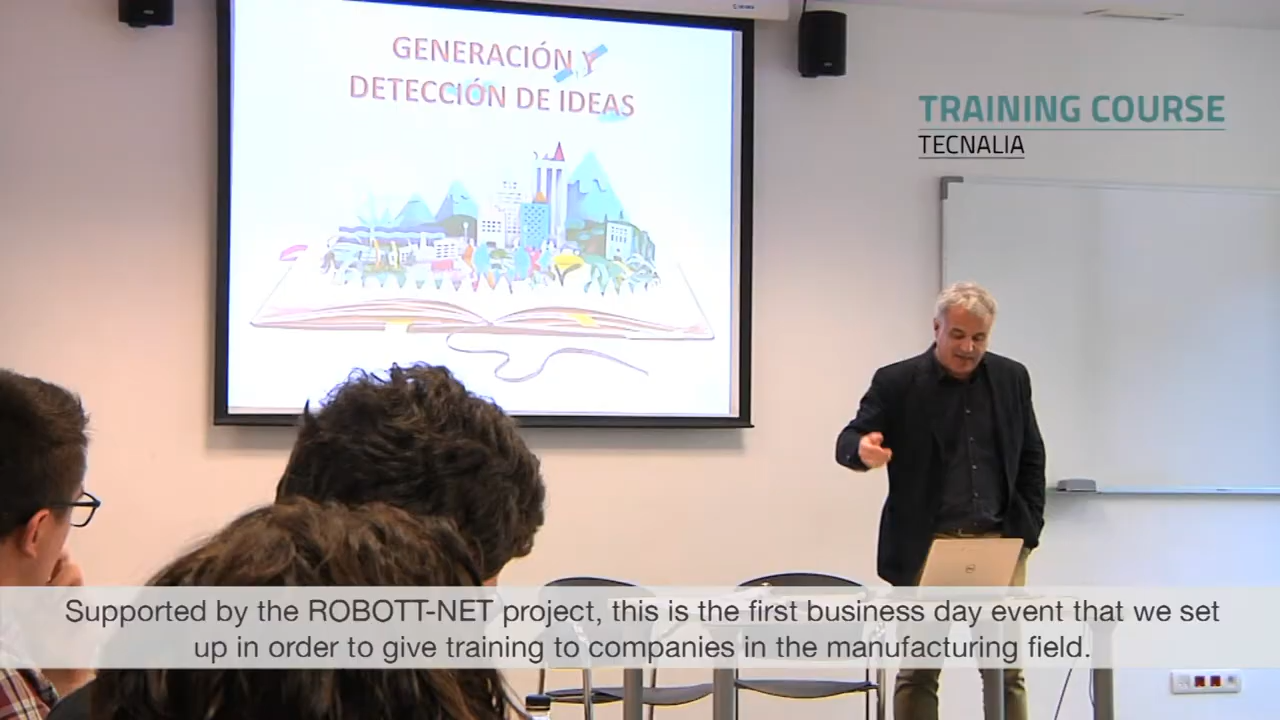 GENERACIÓN Y
DETECCIÓN DE IDEAS
TRAINING COURSE
TECNALIA
DELL
Supported by the ROBOTT-NET project, this is the first business day event that we set
up in order to give training to companies in the manufacturing field.